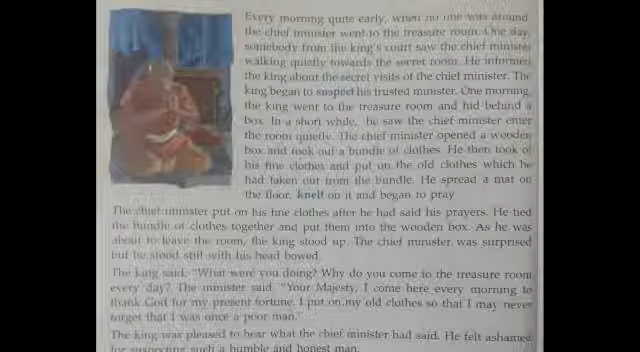 Every morning quite early, when no one was around
the chief minister went to the treasure room. One day,
somebody from the king's court saw the chief minister
walking quietly towards the secret room. He informed
the king about the secret visits of the chief minister. The
king began to suspect his trusted minister. One morning,
the king went to the treasure room and hid behind a
box. In a short while, he saw the chief minister enter
the room quietly. The chief minister opened a wooden
box and took out a bundle of clothes. He then took of
his fine clothes and put on the old clothes which he
had taken out from the bundle. He spread a mat on
the floor, knelt on it and began to pray
The chief minister put on his fine clothes after he had said his prayers. He tied
the bundle of clothes together and put them into the wooden box. As he was
about to leave the room, the king stood up. The chief minister was surprised
but he stood still with his head bowed.
The king said, "What were you doing? Why do you come to the treasure room
every day? The minister said "Your Majesty, I come here every morning to
thank God for my present fortune. I put on my old clothes so that I may never
forget that I was once a poor man."
The king was pleased to hear what the chief minister had said. He felt ashamed
for suspecting such a humble and honest man.